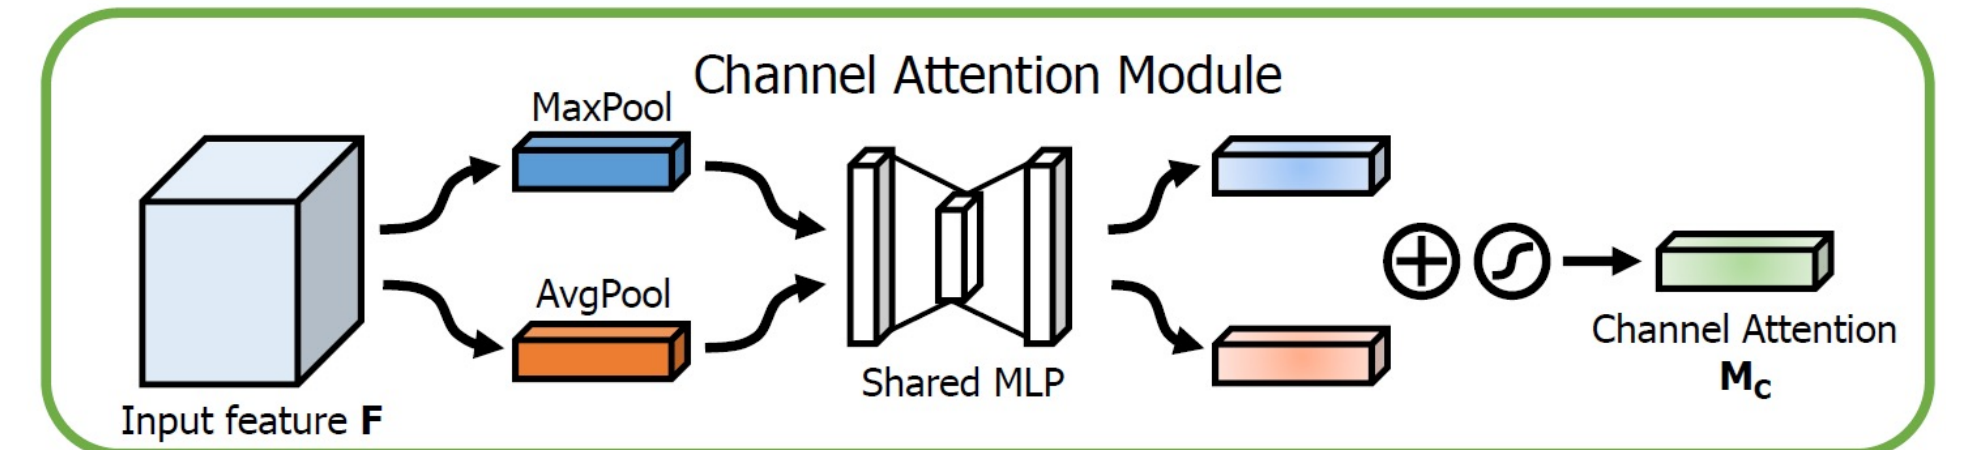 Channel Attention Module
MaxPool
AvgPool
Input feature F
Shared MLP
Channel Attention
Mc